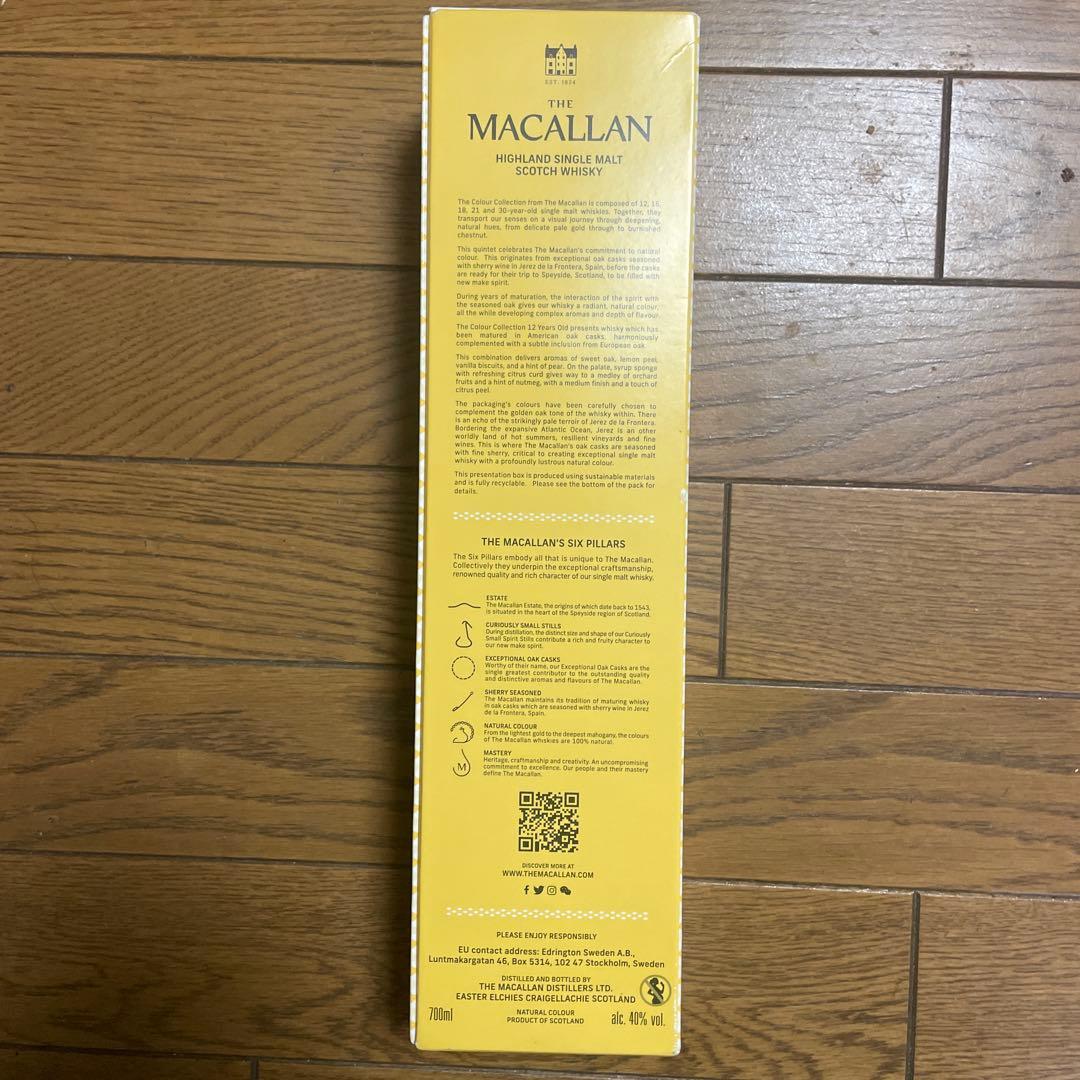 EST. 1824
THE
MACALLAN
HIGHLAND SINGLE MALT
SCOTCH WHISKY
The Colour Collection from The Macallan is composed of 12, 15,
18, 21 and 30-year-old single malt whiskies. Together, they
transport our senses on a visual journey through deepening,
natural hues, from delicate pale gold through to burnished
chestnut.
This quintet celebrates The Macallan's commitment to natural
colour. This originates from exceptional oak casks seasoned
with sherry wine in Jerez de la Frontera, Spain, before the casks
are ready for their trip to Speyside, Scotland, to be filled with
new make spirit.
During years of maturation, the interaction of the spirit with
the seasoned oak gives our whisky a radiant, natural colour,
all the while developing complex aromas and depth of flavour.
The Colour Collection 12 Years Old presents whisky which has
been matured in American oak casks, harmoniously
complemented with a subtle inclusion from European oak.
This combination delivers aromas of sweet oak, lemon peel,
vanilla biscuits, and a hint of pear. On the palate, syrup sponge
with refreshing citrus curd gives way to a medley of orchard
fruits and a hint of nutmeg, with a medium finish and a touch of
citrus peel.
The packaging's colours have been carefully chosen to
complement the golden oak tone of the whisky within. There
is an echo of the strikingly pale terroir of Jerez de la Frontera.
Bordering the expansive Atlantic Ocean, Jerez is an other
worldly land of hot summers, resilient vineyards and fine
wines. This is where The Macallan's oak casks are seasoned
with fine sherry, critical to creating exceptional single malt
whisky with a profoundly lustrous natural colour.
This presentation box is produced using sustainable materials
and is fully recyclable. Please see the bottom of the pack for
details.
THE MACALLAN'S SIX PILLARS
The Six Pillars embody all that is unique to The Macallan.
Collectively they underpin the exceptional craftsmanship,
renowned quality and rich character of our single malt whisky.
ESTATE
The Macallan Estate, the origins of which date back to 1543,
is situated in the heart of the Speyside region of Scotland.
CURIOUSLY SMALL STILLS
During distillation, the distinct size and shape of our Curiously
Small Spirit Stills contribute a rich and fruity character to
our new make spirit.
EXCEPTIONAL OAK CASKS
Worthy of their name, our Exceptional Oak Casks are the
single greatest contributor to the outstanding quality
and distinctive aromas and flavours of The Macallan.
SHERRY SEASONED
The Macallan maintains its tradition of maturing whisky
in oak casks which are seasoned with sherry wine in Jerez
de la Frontera, Spain.
NATURAL COLOUR
From the lightest gold to the deepest mahogany, the colours
of The Macallan whiskies are 100% natural.
MASTERY
M
Heritage, craftmanship and creativity. An uncompromising
commitment to excellence. Our people and their mastery
define The Macallan.
DISCOVER MORE AT
WWW.THEMACALLAN.COM
PLEASE ENJOY RESPONSIBLY
EU contact address: Edrington Sweden A.B.,
Luntmakargatan 46, Box 5314, 102 47 Stockholm, Sweden
DISTILLED AND BOTTLED BY
THE MACALLAN DISTILLERS LTD.
EASTER ELCHIES CRAIGELLACHIE SCOTLAND
700ml
NATURAL COLOUR
PRODUCT OF SCOTLAND
alc. 40% vol.